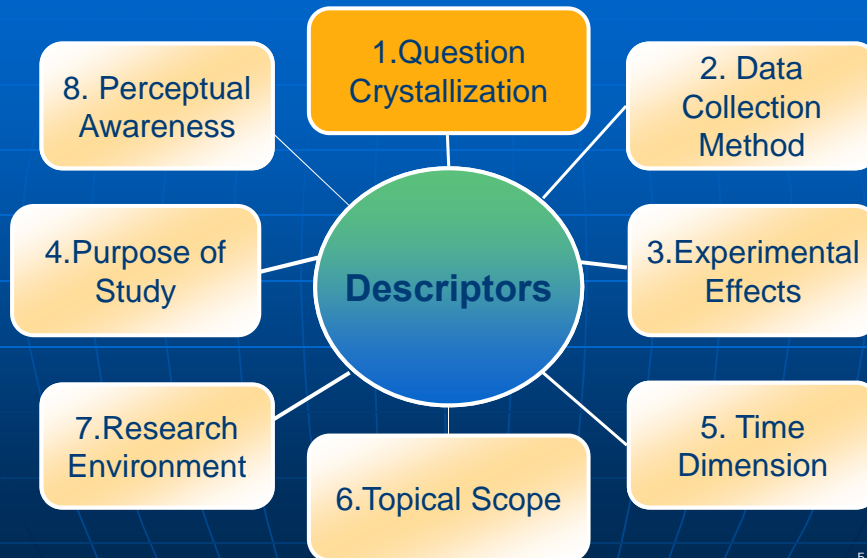 1.Question
Crystallization
2. Data
Collection
Method
3.Experimental
Effects
5. Time
Dimension
6.Topical Scope
7.Research
Environment
4.Purpose of
Study
8. Perceptual
Awareness
Descriptors
5